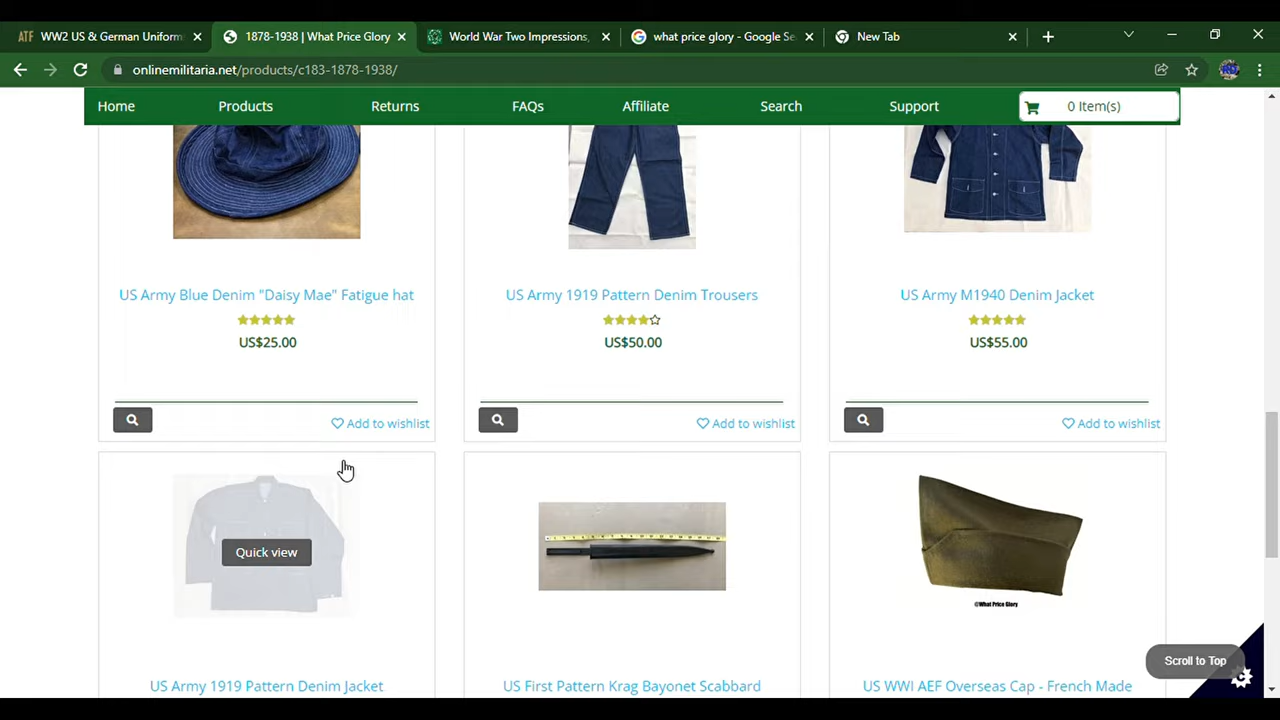 ATF WW2 US & German Uniform
1878-1938 | What Price Glory
World War Two Impressions,
what price glory - Google Se
New Tab
onlinemilitaria.net/products/c183-1878-1938/
Home Products Returns FAQs Affiliate Search Support 0 Item(s)
US Army Blue Denim "Daisy Mae" Fatigue hat
US$25.00
Add to wishlist
US Army 1919 Pattern Denim Trousers
US$50.00
Add to wishlist
US Army M1940 Denim Jacket
US$55.00
Add to wishlist
Quick view
US Army 1919 Pattern Denim Jacket
US First Pattern Krag Bayonet Scabbard
©What Price Glory
US WWI AEF Overseas Cap - French Made
Scroll to Top